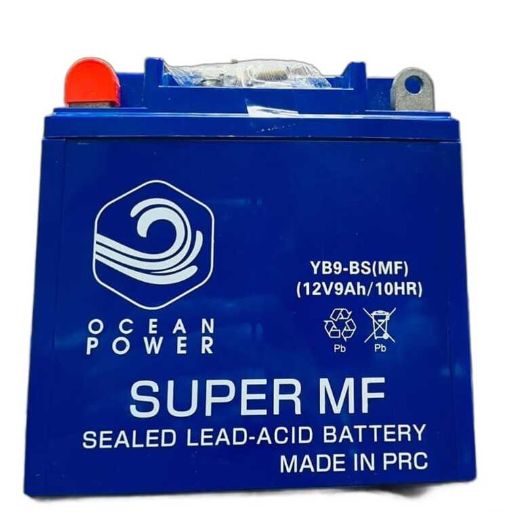 OCEAN
POWER
YB9-BS(MF)
(12V9Ah/10HR)
Pb Pb
SUPER MF
SEALED LEAD-ACID BATTERY
MADE IN PRC